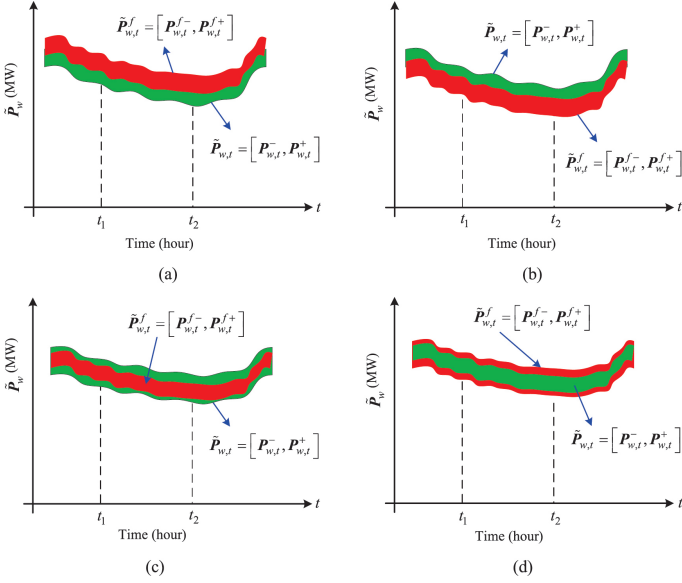 P̃^f_{w,t} = [P^{f-}_{w,t}, P^{f+}_{w,t}]
P̃_{w,t} = [P^-_{w,t}, P^+_{w,t}]
P̃_w (MW)
t_1
t_2
t
Time (hour)
(a)
P̃_{w,t} = [P^-_{w,t}, P^+_{w,t}]
P̃^f_{w,t} = [P^{f-}_{w,t}, P^{f+}_{w,t}]
P̃_w (MW)
t_1
t_2
t
Time (hour)
(b)
P̃^f_{w,t} = [P^{f-}_{w,t}, P^{f+}_{w,t}]
P̃_{w,t} = [P^-_{w,t}, P^+_{w,t}]
P̃_w (MW)
t_1
t_2
t
Time (hour)
(c)
P̃^f_{w,t} = [P^{f-}_{w,t}, P^{f+}_{w,t}]
P̃_{w,t} = [P^-_{w,t}, P^+_{w,t}]
P̃_w (MW)
t_1
t_2
t
Time (hour)
(d)